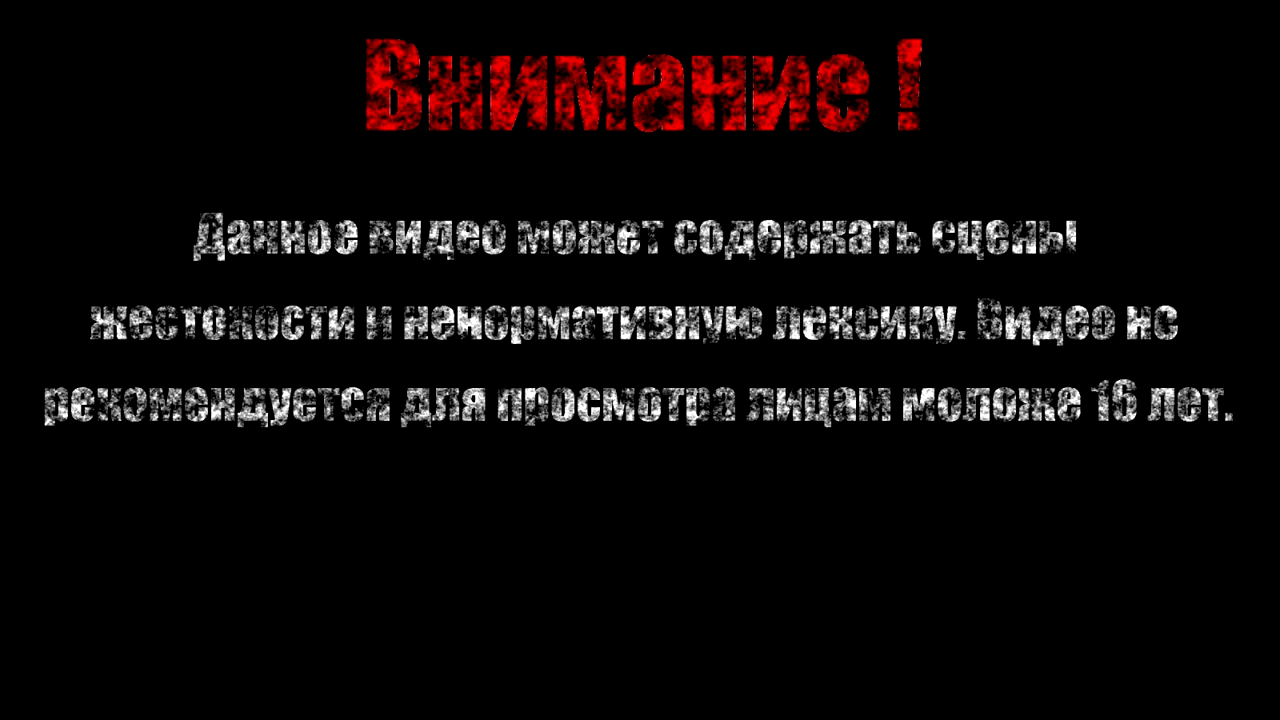 Внимание !
Данное видео может содержать сцены
жестокости и ненормативную лексику. Видео не
рекомендуется для просмотра лицам моложе 16 лет.